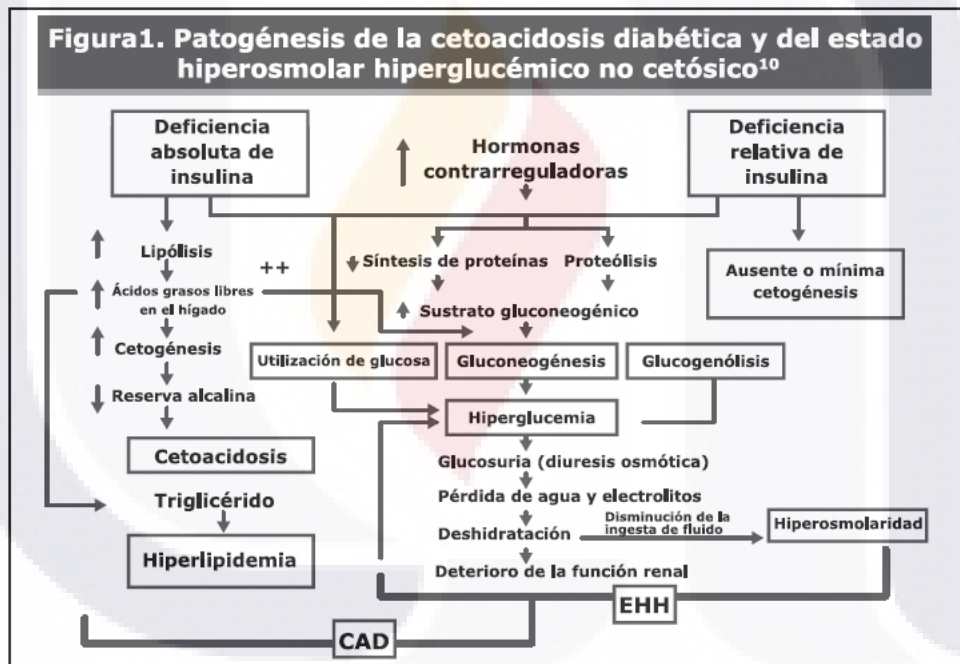 Figura1. Patogénesis de la cetoacidosis diabética y del estado
hiperosmolar hiperglucémico no cetósico¹⁰
Deficiencia
absoluta de
insulina
Hormonas
contrarreguladoras
Deficiencia
relativa de
insulina
Lipólisis
++
Síntesis de proteínas
Proteólisis
Ausente o mínima
cetogénesis
Ácidos grasos libres
en el hígado
Sustrato gluconeogénico
Cetogénesis
Utilización de glucosa
Gluconeogénesis
Glucogenólisis
Reserva alcalina
Hiperglucemia
Cetoacidosis
Glucosuria (diuresis osmótica)
Triglicérido
Pérdida de agua y electrolitos
Deshidratación
Disminución de la
ingesta de fluido
Hiperosmolaridad
Hiperlipidemia
Deterioro de la función renal
EHH
CAD